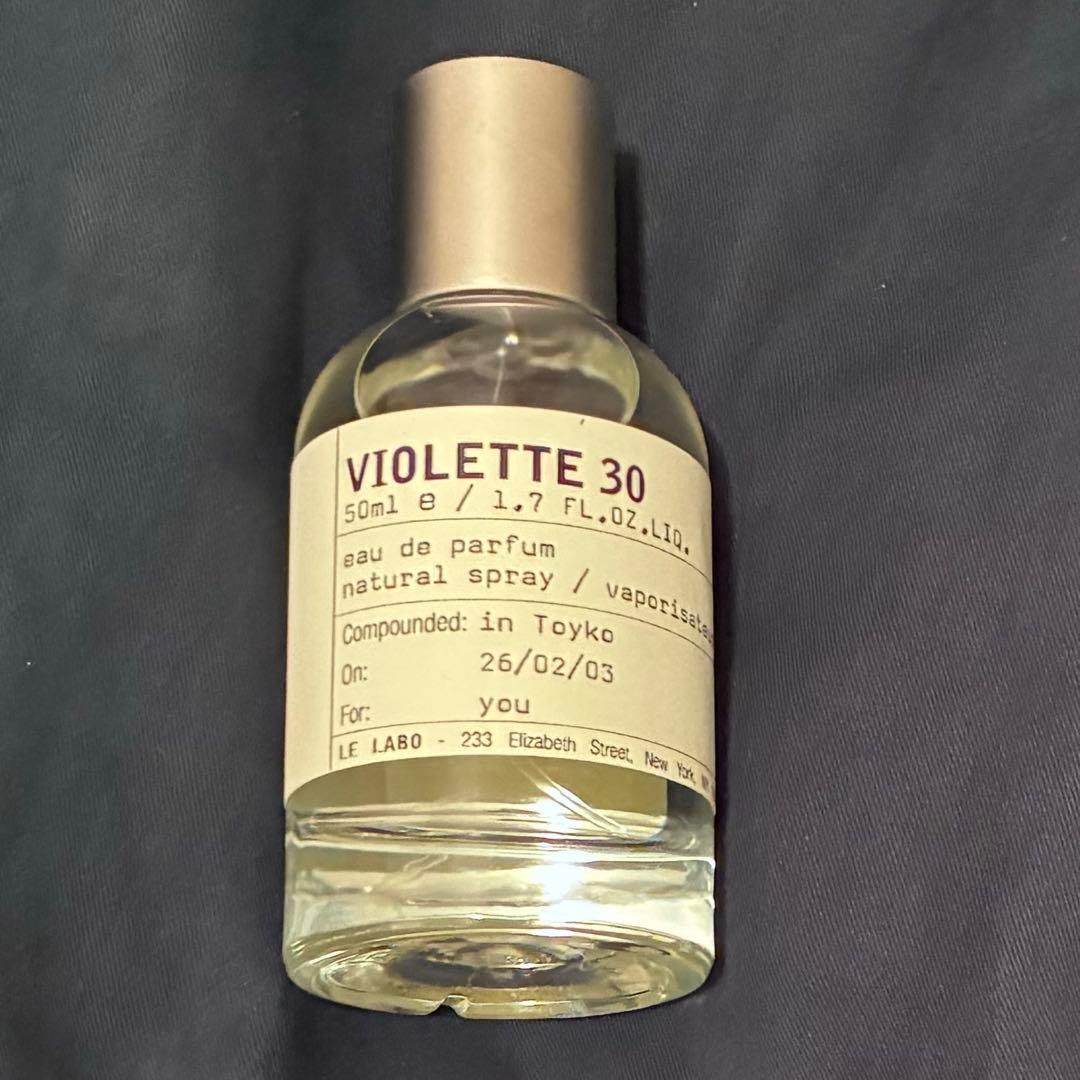 VIOLETTE 30
50ml e / 1.7 FL.OZ.LIQ.
eau de parfum
natural spray / vaporisateu
Compounded: in Toyko
On: 26/02/03
For: you
LE LABO - 233 Elizabeth Street, New York,